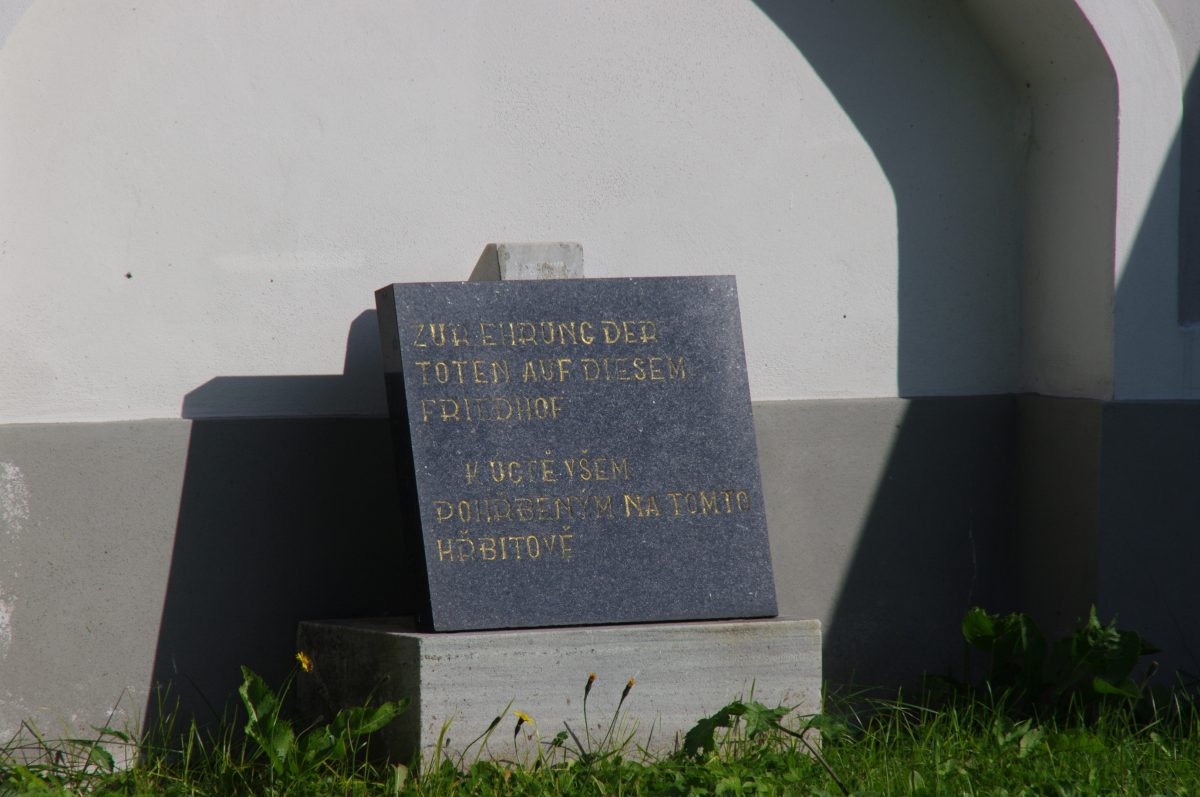 ZUR EHRUNG DER
TOTEN AUF DIESEM
FRIEDHOF
K UCTĚ VŠEM
POHŘBENÝM NA TOMTO
HŘBITOVĚ